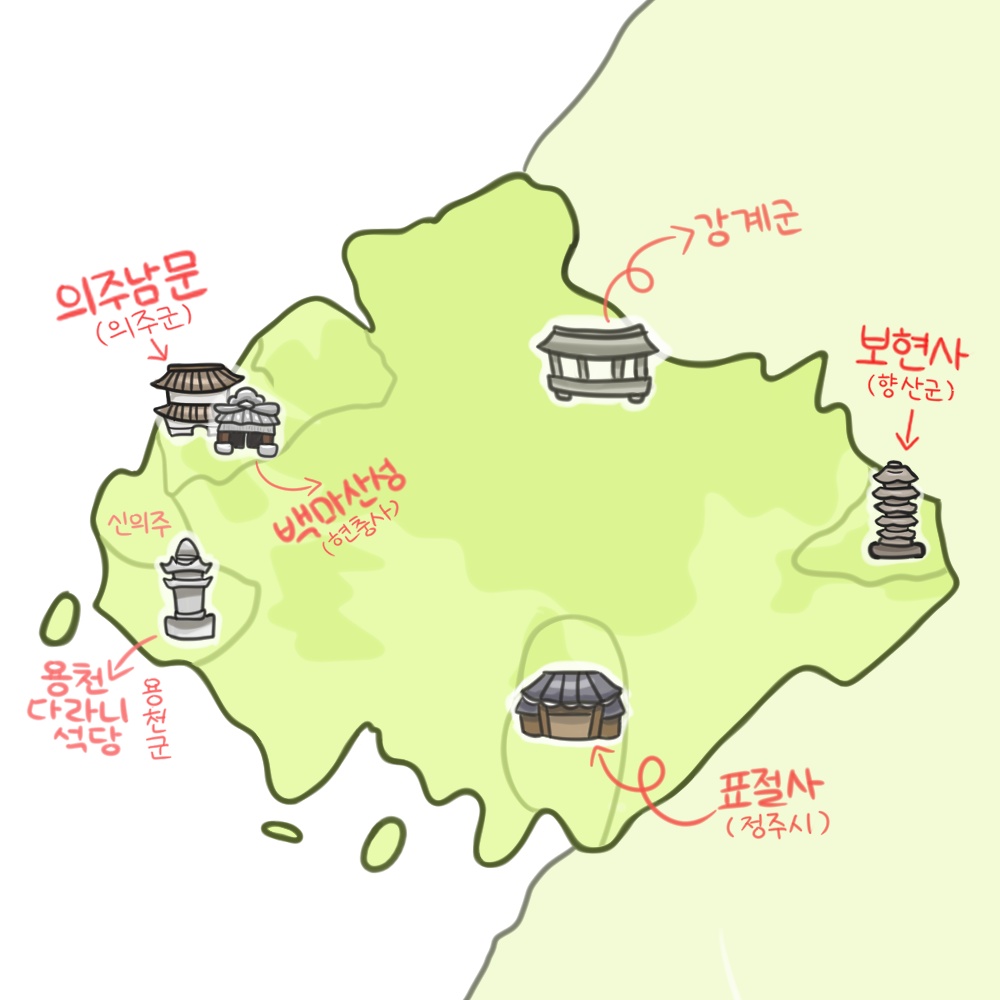 강계군
의주남문
(의주군)
보현사
(향산군)
백마산성
(현충사)
신의주
용천
다라니
석당
용천군
표절사
(정주시)